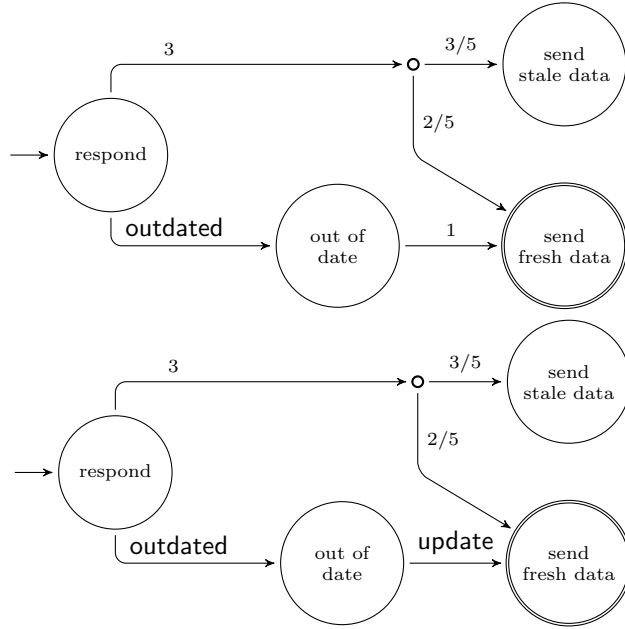 3
3/5
send
stale data
2/5
respond
outdated
out of
date
1
send
fresh data
3
3/5
send
stale data
2/5
respond
outdated
out of
date
update
send
fresh data